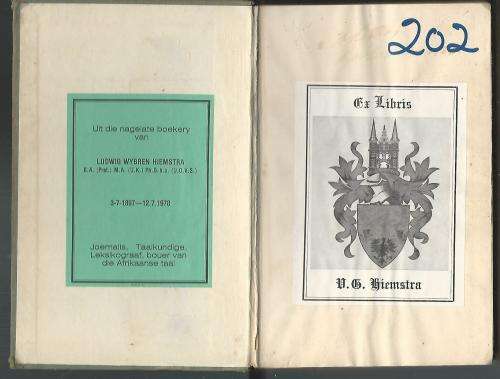 Uit die nagelate boekery
van
LUDWIG WYBREN HIEMSTRA
3-7-1897—12.7.1978
Joernalis, Taalkundige,
Leksikograaf, bouer van
die Afrikaanse taal
202
Ex Libris
V. G. Hiemstra